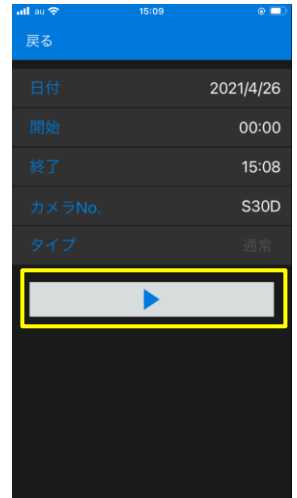 au 15:09
戻る
日付 2021/4/26
開始 00:00
終了 15:08
カメラNo. S30D
タイプ 通常